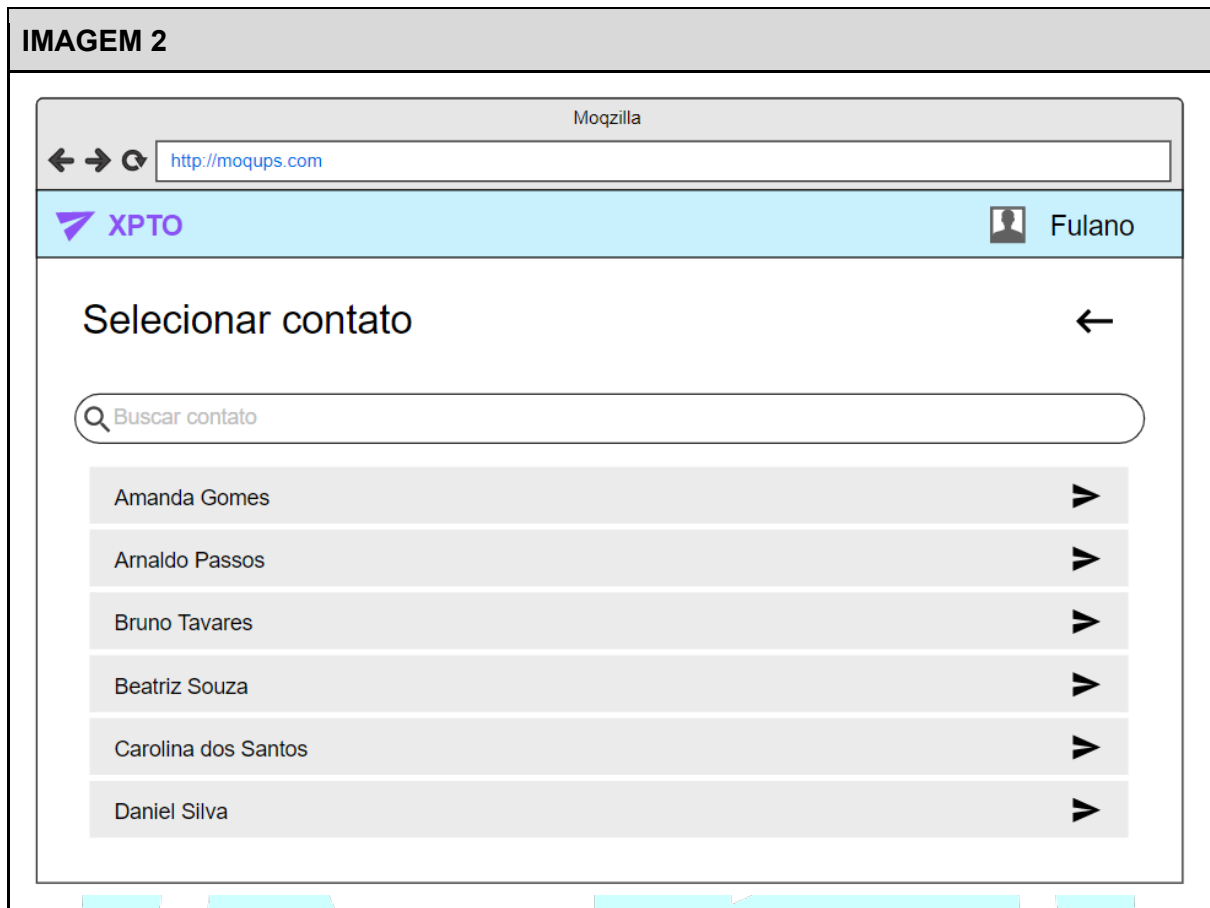 IMAGEM 2
Moqzilla
http://moqups.com
XPTO
Fulano
Selecionar contato
Buscar contato
Amanda Gomes
Arnaldo Passos
Bruno Tavares
Beatriz Souza
Carolina dos Santos
Daniel Silva